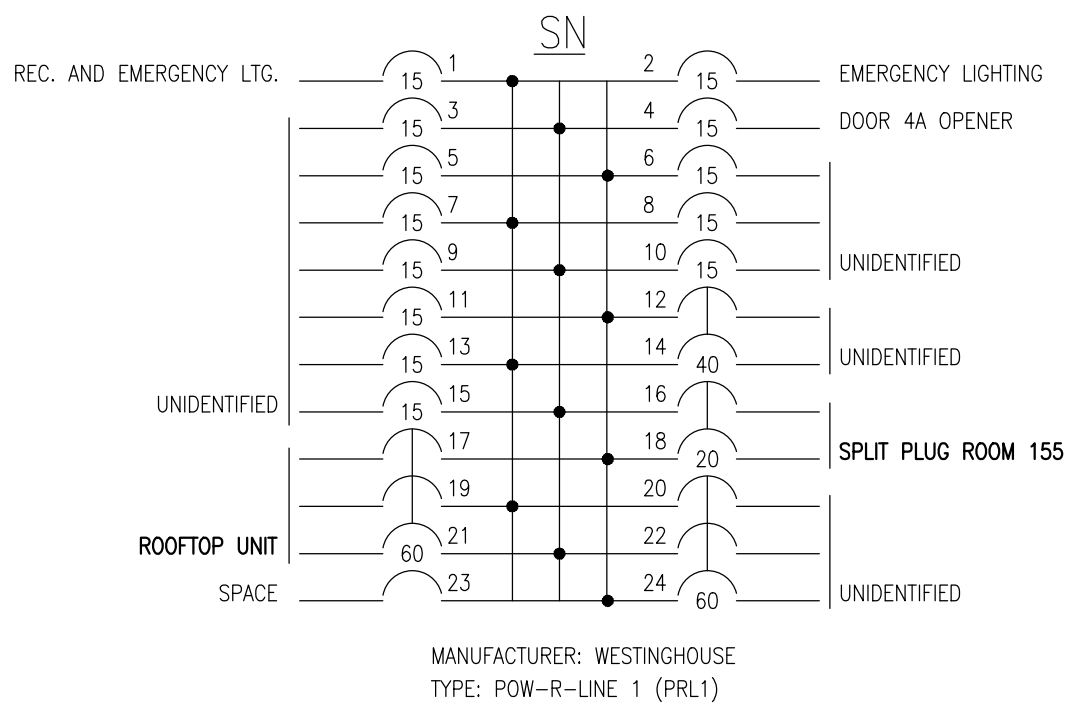 SN
REC. AND EMERGENCY LTG. 15 1 2 15 EMERGENCY LIGHTING
15 3 4 15 DOOR 4A OPENER
15 5 6 15
15 7 8 15
15 9 10 15 UNIDENTIFIED
15 11 12
15 13 14 40 UNIDENTIFIED
UNIDENTIFIED 15 15 16
17 18 20 SPLIT PLUG ROOM 155
19 20
ROOFTOP UNIT 60 21 22
SPACE 23 24 60 UNIDENTIFIED
MANUFACTURER: WESTINGHOUSE
TYPE: POW-R-LINE 1 (PRL1)